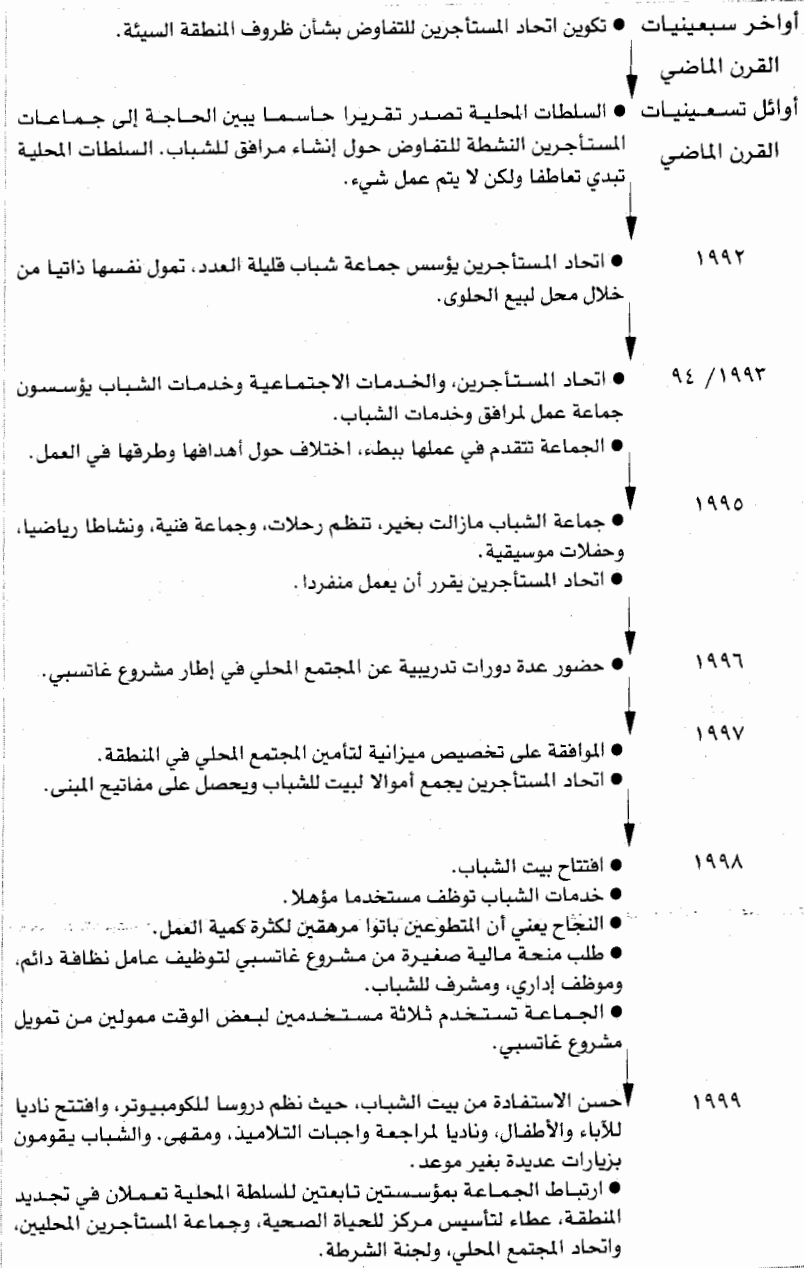 أواخر سبعينيات ● تكوين اتحاد المستأجرين للتفاوض بشأن ظروف المنطقة السيئة.
القرن الماضي
أوائل تسعينيات ● السلطات المحلية تصدر تقريرا حاسما يبين الحاجة إلى جماعات
القرن الماضي المستأجرين النشطة للتفاوض حول إنشاء مرافق للشباب. السلطات المحلية
تبدي تعاطفا ولكن لا يتم عمل شيء.
١٩٩٢ ● اتحاد المستأجرين يؤسس جماعة شباب قليلة العدد، تمول نفسها ذاتيا من
خلال محل لبيع الحلوى.
١٩٩٣/ ٩٤ ● اتحاد المستأجرين، والخدمات الاجتماعية وخدمات الشباب يؤسسون
جماعة عمل لمرافق وخدمات الشباب.
● الجماعة تتقدم في عملها ببطء، اختلاف حول أهدافها وطرقها في العمل.
١٩٩٥
● جماعة الشباب مازالت بخير، تنظم رحلات، وجماعة فنية، ونشاطا رياضيا،
وحفلات موسيقية.
● اتحاد المستأجرين يقرر أن يعمل منفردا.
١٩٩٦ ● حضور عدة دورات تدريبية عن المجتمع المحلي في إطار مشروع غاتسبي.
١٩٩٧
● الموافقة على تخصيص ميزانية لتأمين المجتمع المحلي في المنطقة.
● اتحاد المستأجرين يجمع أموالا لبيت للشباب ويحصل على مفاتيح المبنى.
١٩٩٨ ● افتتاح بيت الشباب.
● خدمات الشباب توظف مستخدما مؤهلا.
● النجاح يعني أن المتطوعين باتوا مرهقين لكثرة كمية العمل.
● طلب منحة مالية صغيرة من مشروع غاتسبي لتوظيف عامل نظافة دائم،
وموظف إداري، ومشرف للشباب.
● الجماعة تستخدم ثلاثة مستخدمين لبعض الوقت ممولين من تمويل
مشروع غاتسبي.
١٩٩٩ حسن الاستفادة من بيت الشباب، حيث نظم دروسا للكومبيوتر، وافتتح ناديا
للآباء والأطفال، وناديا لمراجعة واجبات التلاميذ، ومقهى. والشباب يقومون
بزيارات عديدة بغير موعد.
● ارتباط الجماعة بمؤسستين تابعتين للسلطة المحلية تعملان في تجديد
المنطقة، عطاء لتأسيس مركز للحياة الصحية، وجماعة المستأجرين المحليين،
واتحاد المجتمع المحلي، ولجنة الشرطة.